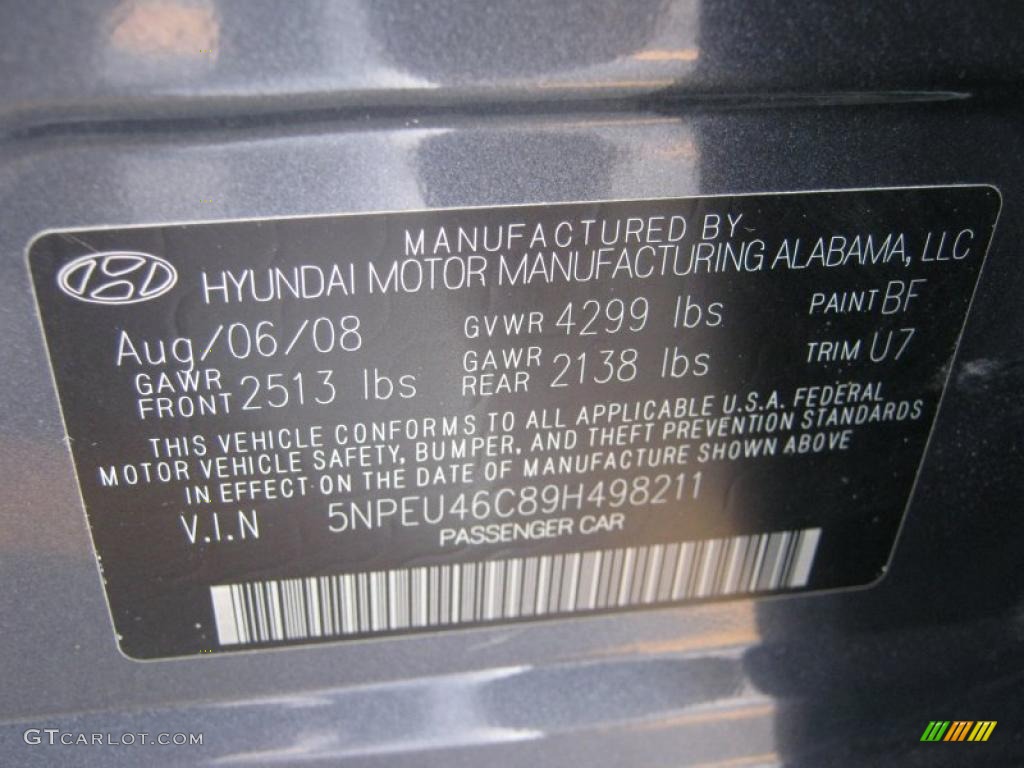 MANUFACTURED BY
HYUNDAI MOTOR MANUFACTURING ALABAMA, LLC
Aug/06/08 GVWR 4299 lbs PAINT BF
GAWR FRONT 2513 lbs GAWR REAR 2138 lbs TRIM U7
THIS VEHICLE CONFORMS TO ALL APPLICABLE U.S.A. FEDERAL
MOTOR VEHICLE SAFETY, BUMPER, AND THEFT PREVENTION STANDARDS
IN EFFECT ON THE DATE OF MANUFACTURE SHOWN ABOVE
V.I.N 5NPEU46C89H498211
PASSENGER CAR
GTCARLOT.COM